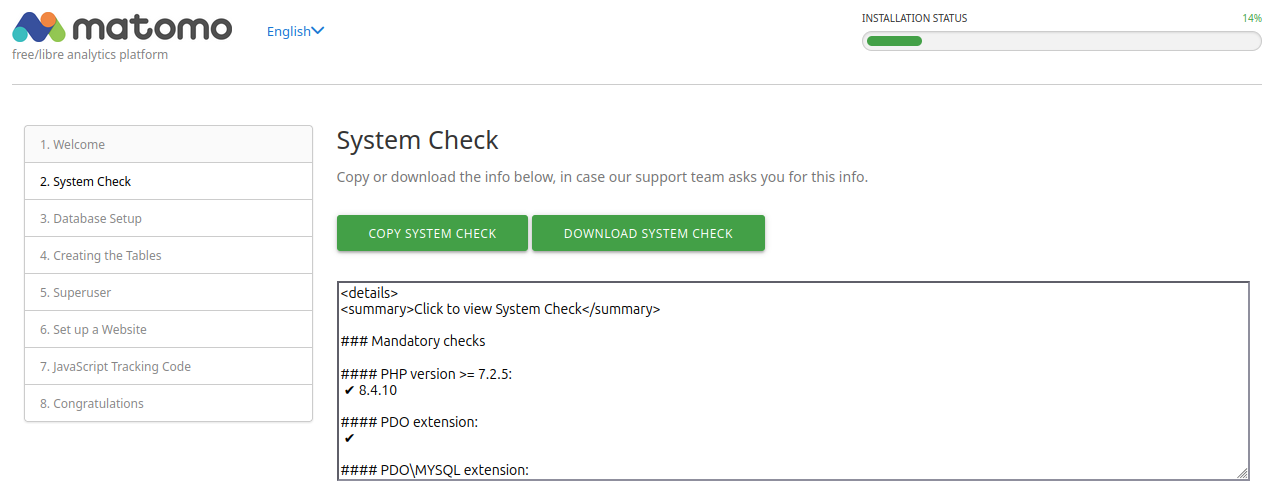 matomo
free/libre analytics platform
English
INSTALLATION STATUS
14%
1. Welcome
2. System Check
3. Database Setup
4. Creating the Tables
5. Superuser
6. Set up a Website
7. JavaScript Tracking Code
8. Congratulations
System Check
Copy or download the info below, in case our support team asks you for this info.
COPY SYSTEM CHECK
DOWNLOAD SYSTEM CHECK
<details>
<summary>Click to view System Check</summary>
### Mandatory checks
#### PHP version >= 7.2.5:
✔ 8.4.10
#### PDO extension:
✔
#### PDO\MYSQL extension: